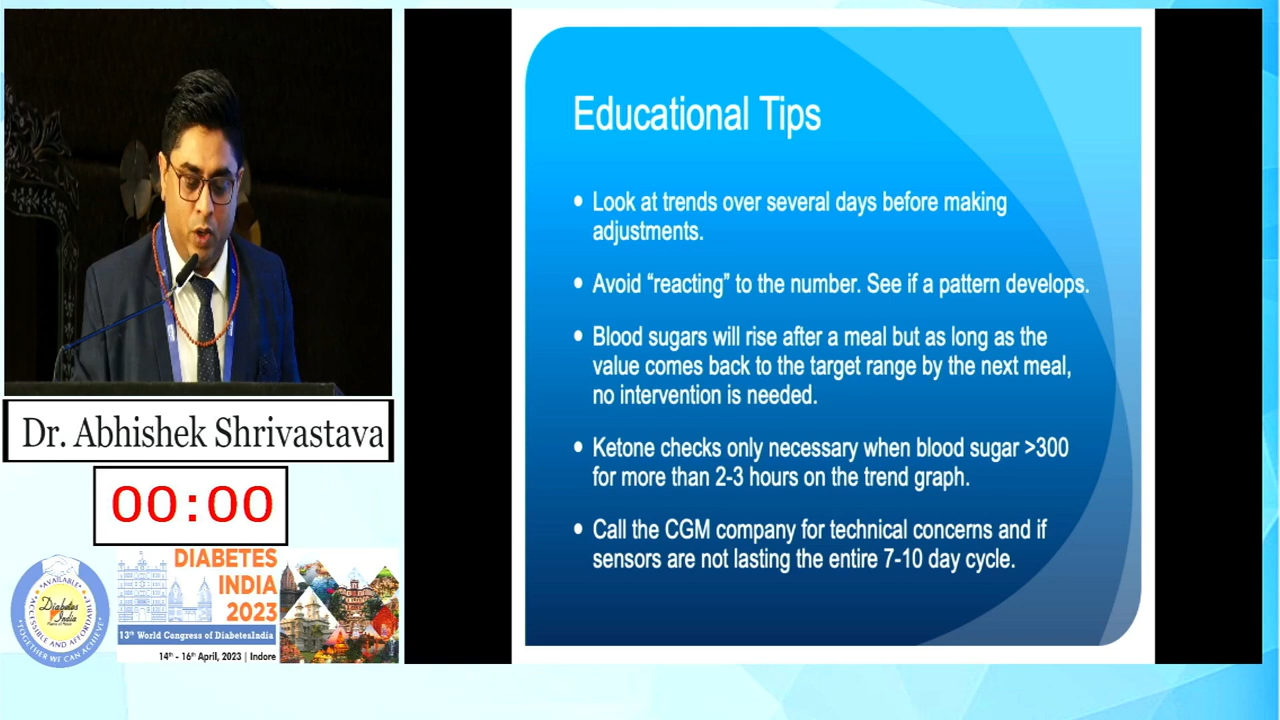 Educational Tips
• Look at trends over several days before making
adjustments.
• Avoid “reacting” to the number. See if a pattern develops.
• Blood sugars will rise after a meal but as long as the
value comes back to the target range by the next meal,
no intervention is needed.
• Ketone checks only necessary when blood sugar >300
for more than 2-3 hours on the trend graph.
• Call the CGM company for technical concerns and if
sensors are not lasting the entire 7-10 day cycle.
Dr. Abhishek Shrivastava
00:00
AVAILABLE
ACCESSIBLE AND AFFORDABLE
Diabetes
India
"TOGETHER WE CAN ACHIEVE"
DIABETES
INDIA
2023
13th World Congress of DiabetesIndia
14th - 16th April, 2023 | Indore